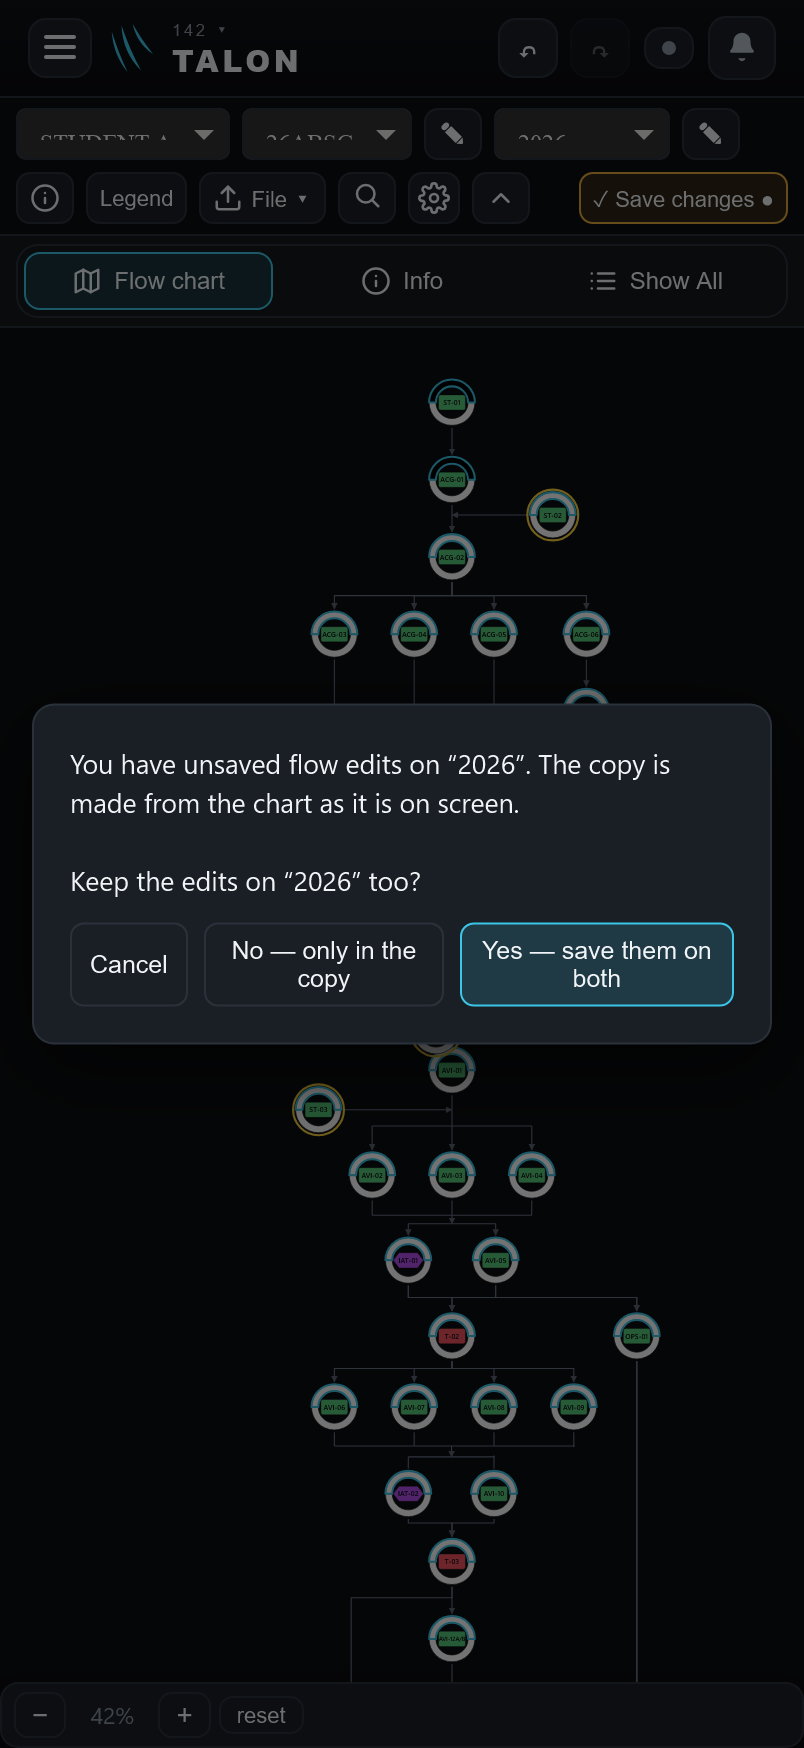 142 ▾
TALON
2026
Legend
File ▾
✓ Save changes ●
Flow chart
Info
Show All
ST-01
ACG-01
ST-02
ACG-02
ACG-03 ACG-04 ACG-05 ACG-06
You have unsaved flow edits on “2026”. The copy is
made from the chart as it is on screen.
Keep the edits on “2026” too?
Cancel
No — only in the
copy
Yes — save them on
both
AVI-01
ST-03
AVI-02 AVI-03 AVI-04
IAT-01 AVI-05
T-02 OPS-01
AVI-06 AVI-07 AVI-08 AVI-09
IAT-02 AVI-10
T-03
− 42% + reset